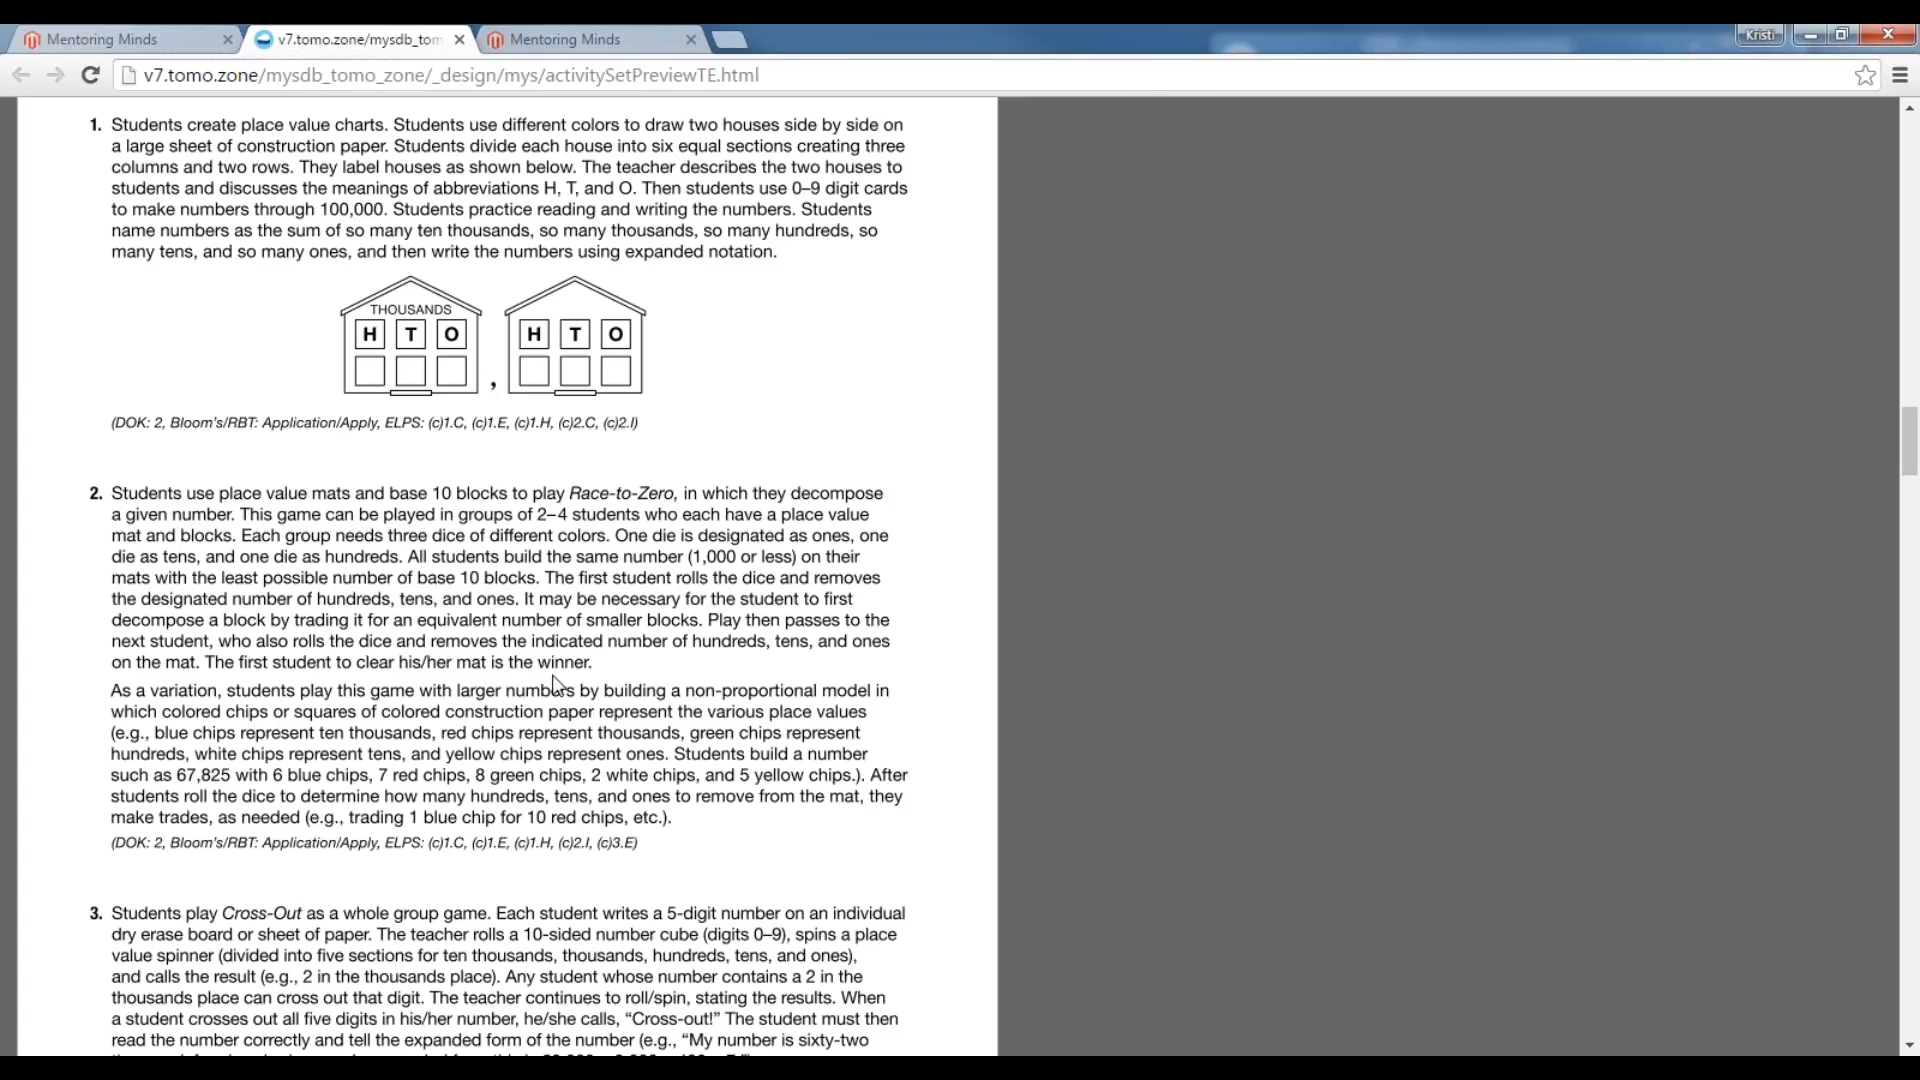 Mentoring Minds
v7.tomo.zone/mysdb_tom
Mentoring Minds
Kristi
v7.tomo.zone/mysdb_tomo_zone/_design/mys/activitySetPreviewTE.html
1. Students create place value charts. Students use different colors to draw two houses side by side on
a large sheet of construction paper. Students divide each house into six equal sections creating three
columns and two rows. They label houses as shown below. The teacher describes the two houses to
students and discusses the meanings of abbreviations H, T, and O. Then students use 0–9 digit cards
to make numbers through 100,000. Students practice reading and writing the numbers. Students
name numbers as the sum of so many ten thousands, so many thousands, so many hundreds, so
many tens, and so many ones, and then write the numbers using expanded notation.
THOUSANDS
H T O , H T O
(DOK: 2, Bloom's/RBT: Application/Apply, ELPS: (c)1.C, (c)1.E, (c)1.H, (c)2.C, (c)2.I)
2. Students use place value mats and base 10 blocks to play Race-to-Zero, in which they decompose
a given number. This game can be played in groups of 2–4 students who each have a place value
mat and blocks. Each group needs three dice of different colors. One die is designated as ones, one
die as tens, and one die as hundreds. All students build the same number (1,000 or less) on their
mats with the least possible number of base 10 blocks. The first student rolls the dice and removes
the designated number of hundreds, tens, and ones. It may be necessary for the student to first
decompose a block by trading it for an equivalent number of smaller blocks. Play then passes to the
next student, who also rolls the dice and removes the indicated number of hundreds, tens, and ones
on the mat. The first student to clear his/her mat is the winner.
As a variation, students play this game with larger numbers by building a non-proportional model in
which colored chips or squares of colored construction paper represent the various place values
(e.g., blue chips represent ten thousands, red chips represent thousands, green chips represent
hundreds, white chips represent tens, and yellow chips represent ones. Students build a number
such as 67,825 with 6 blue chips, 7 red chips, 8 green chips, 2 white chips, and 5 yellow chips.). After
students roll the dice to determine how many hundreds, tens, and ones to remove from the mat, they
make trades, as needed (e.g., trading 1 blue chip for 10 red chips, etc.).
(DOK: 2, Bloom's/RBT: Application/Apply, ELPS: (c)1.C, (c)1.E, (c)1.H, (c)2.I, (c)3.E)
3. Students play Cross-Out as a whole group game. Each student writes a 5-digit number on an individual
dry erase board or sheet of paper. The teacher rolls a 10-sided number cube (digits 0–9), spins a place
value spinner (divided into five sections for ten thousands, thousands, hundreds, tens, and ones),
and calls the result (e.g., 2 in the thousands place). Any student whose number contains a 2 in the
thousands place can cross out that digit. The teacher continues to roll/spin, stating the results. When
a student crosses out all five digits in his/her number, he/she calls, “Cross-out!” The student must then
read the number correctly and tell the expanded form of the number (e.g., “My number is sixty-two